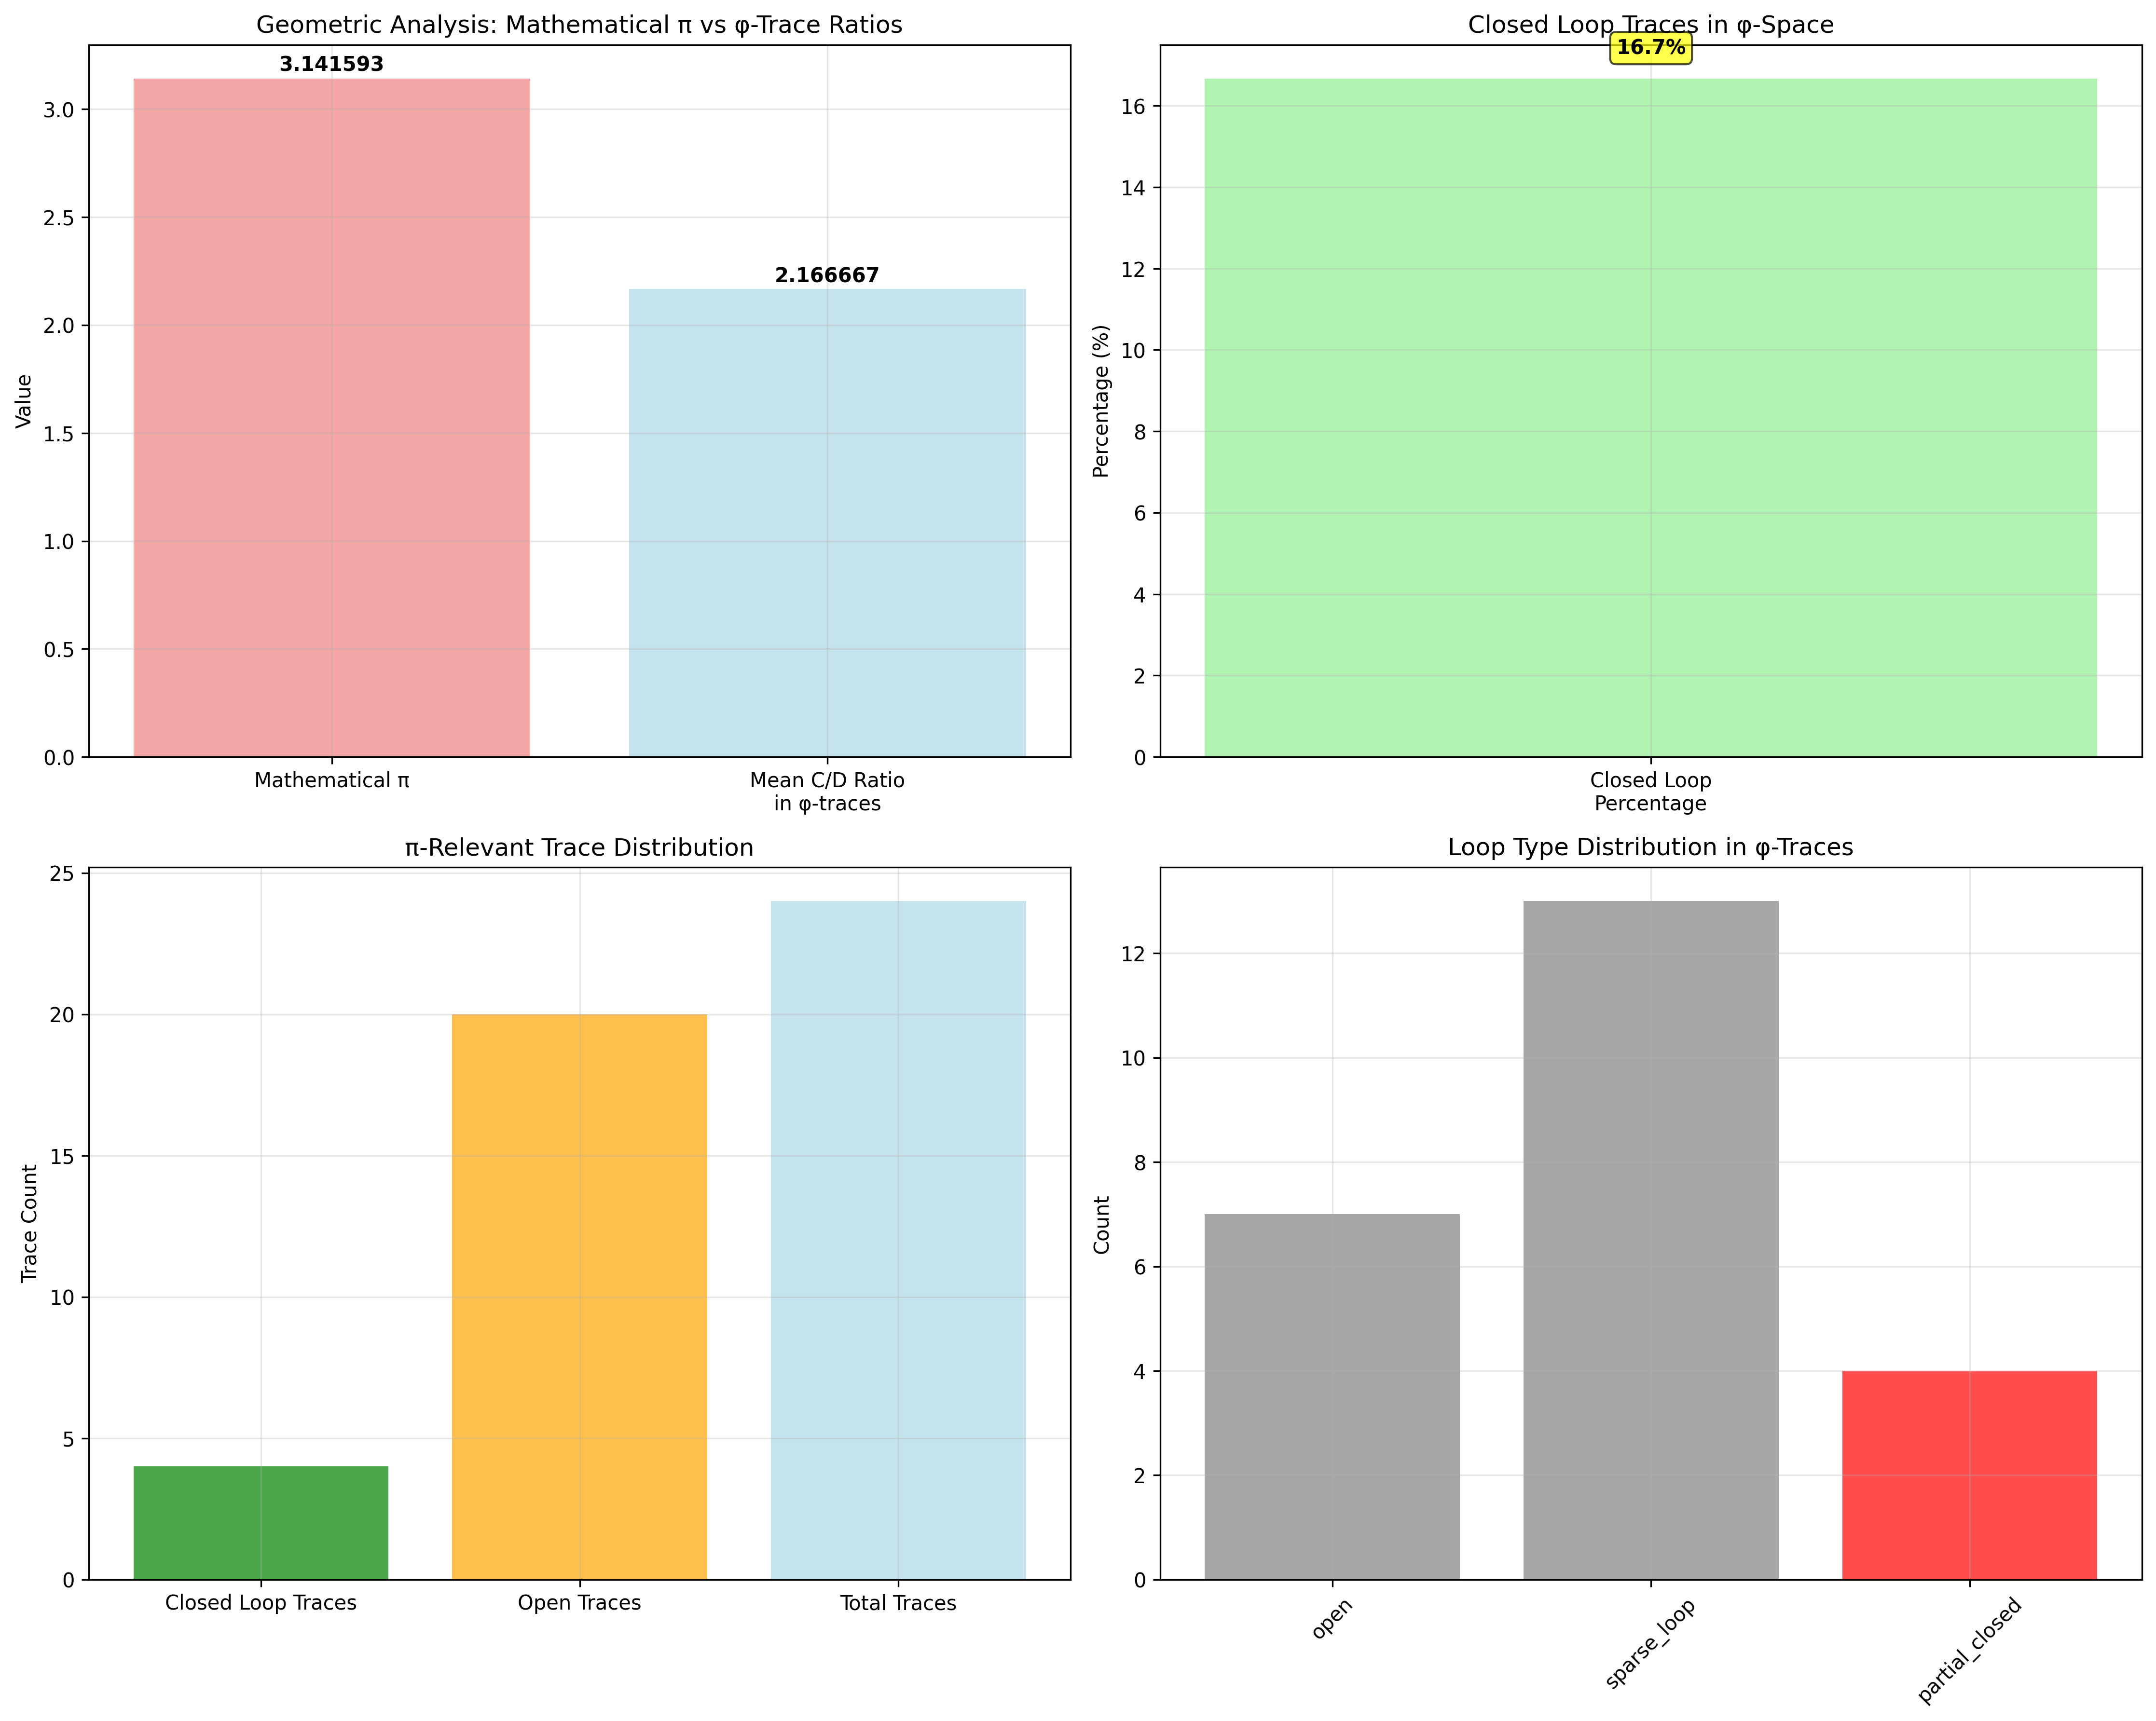 Geometric Analysis: Mathematical π vs φ-Trace Ratios
3.141593
2.166667
3.0
2.5
2.0
1.5
1.0
0.5
0.0
Value
Mathematical π
Mean C/D Ratio
in φ-traces
Closed Loop Traces in φ-Space
16.7%
16
14
12
10
8
6
4
2
0
Percentage (%)
Closed Loop
Percentage
π-Relevant Trace Distribution
25
20
15
10
5
0
Trace Count
Closed Loop Traces
Open Traces
Total Traces
Loop Type Distribution in φ-Traces
12
10
8
6
4
2
0
Count
open
sparse_loop
partial_closed